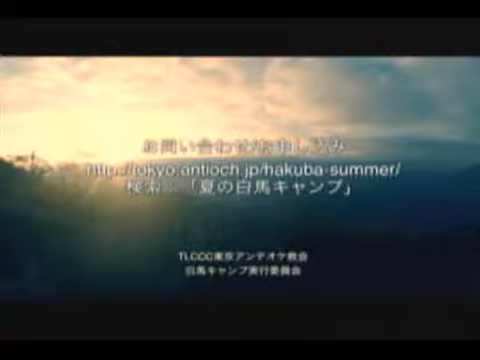 お問い合わせ/お申し込み
http://tokyo.antioch.jp/hakuba-summer/
検索：「夏の白馬キャンプ」
TLCCC東京アンテオケ教会
白馬キャンプ実行委員会